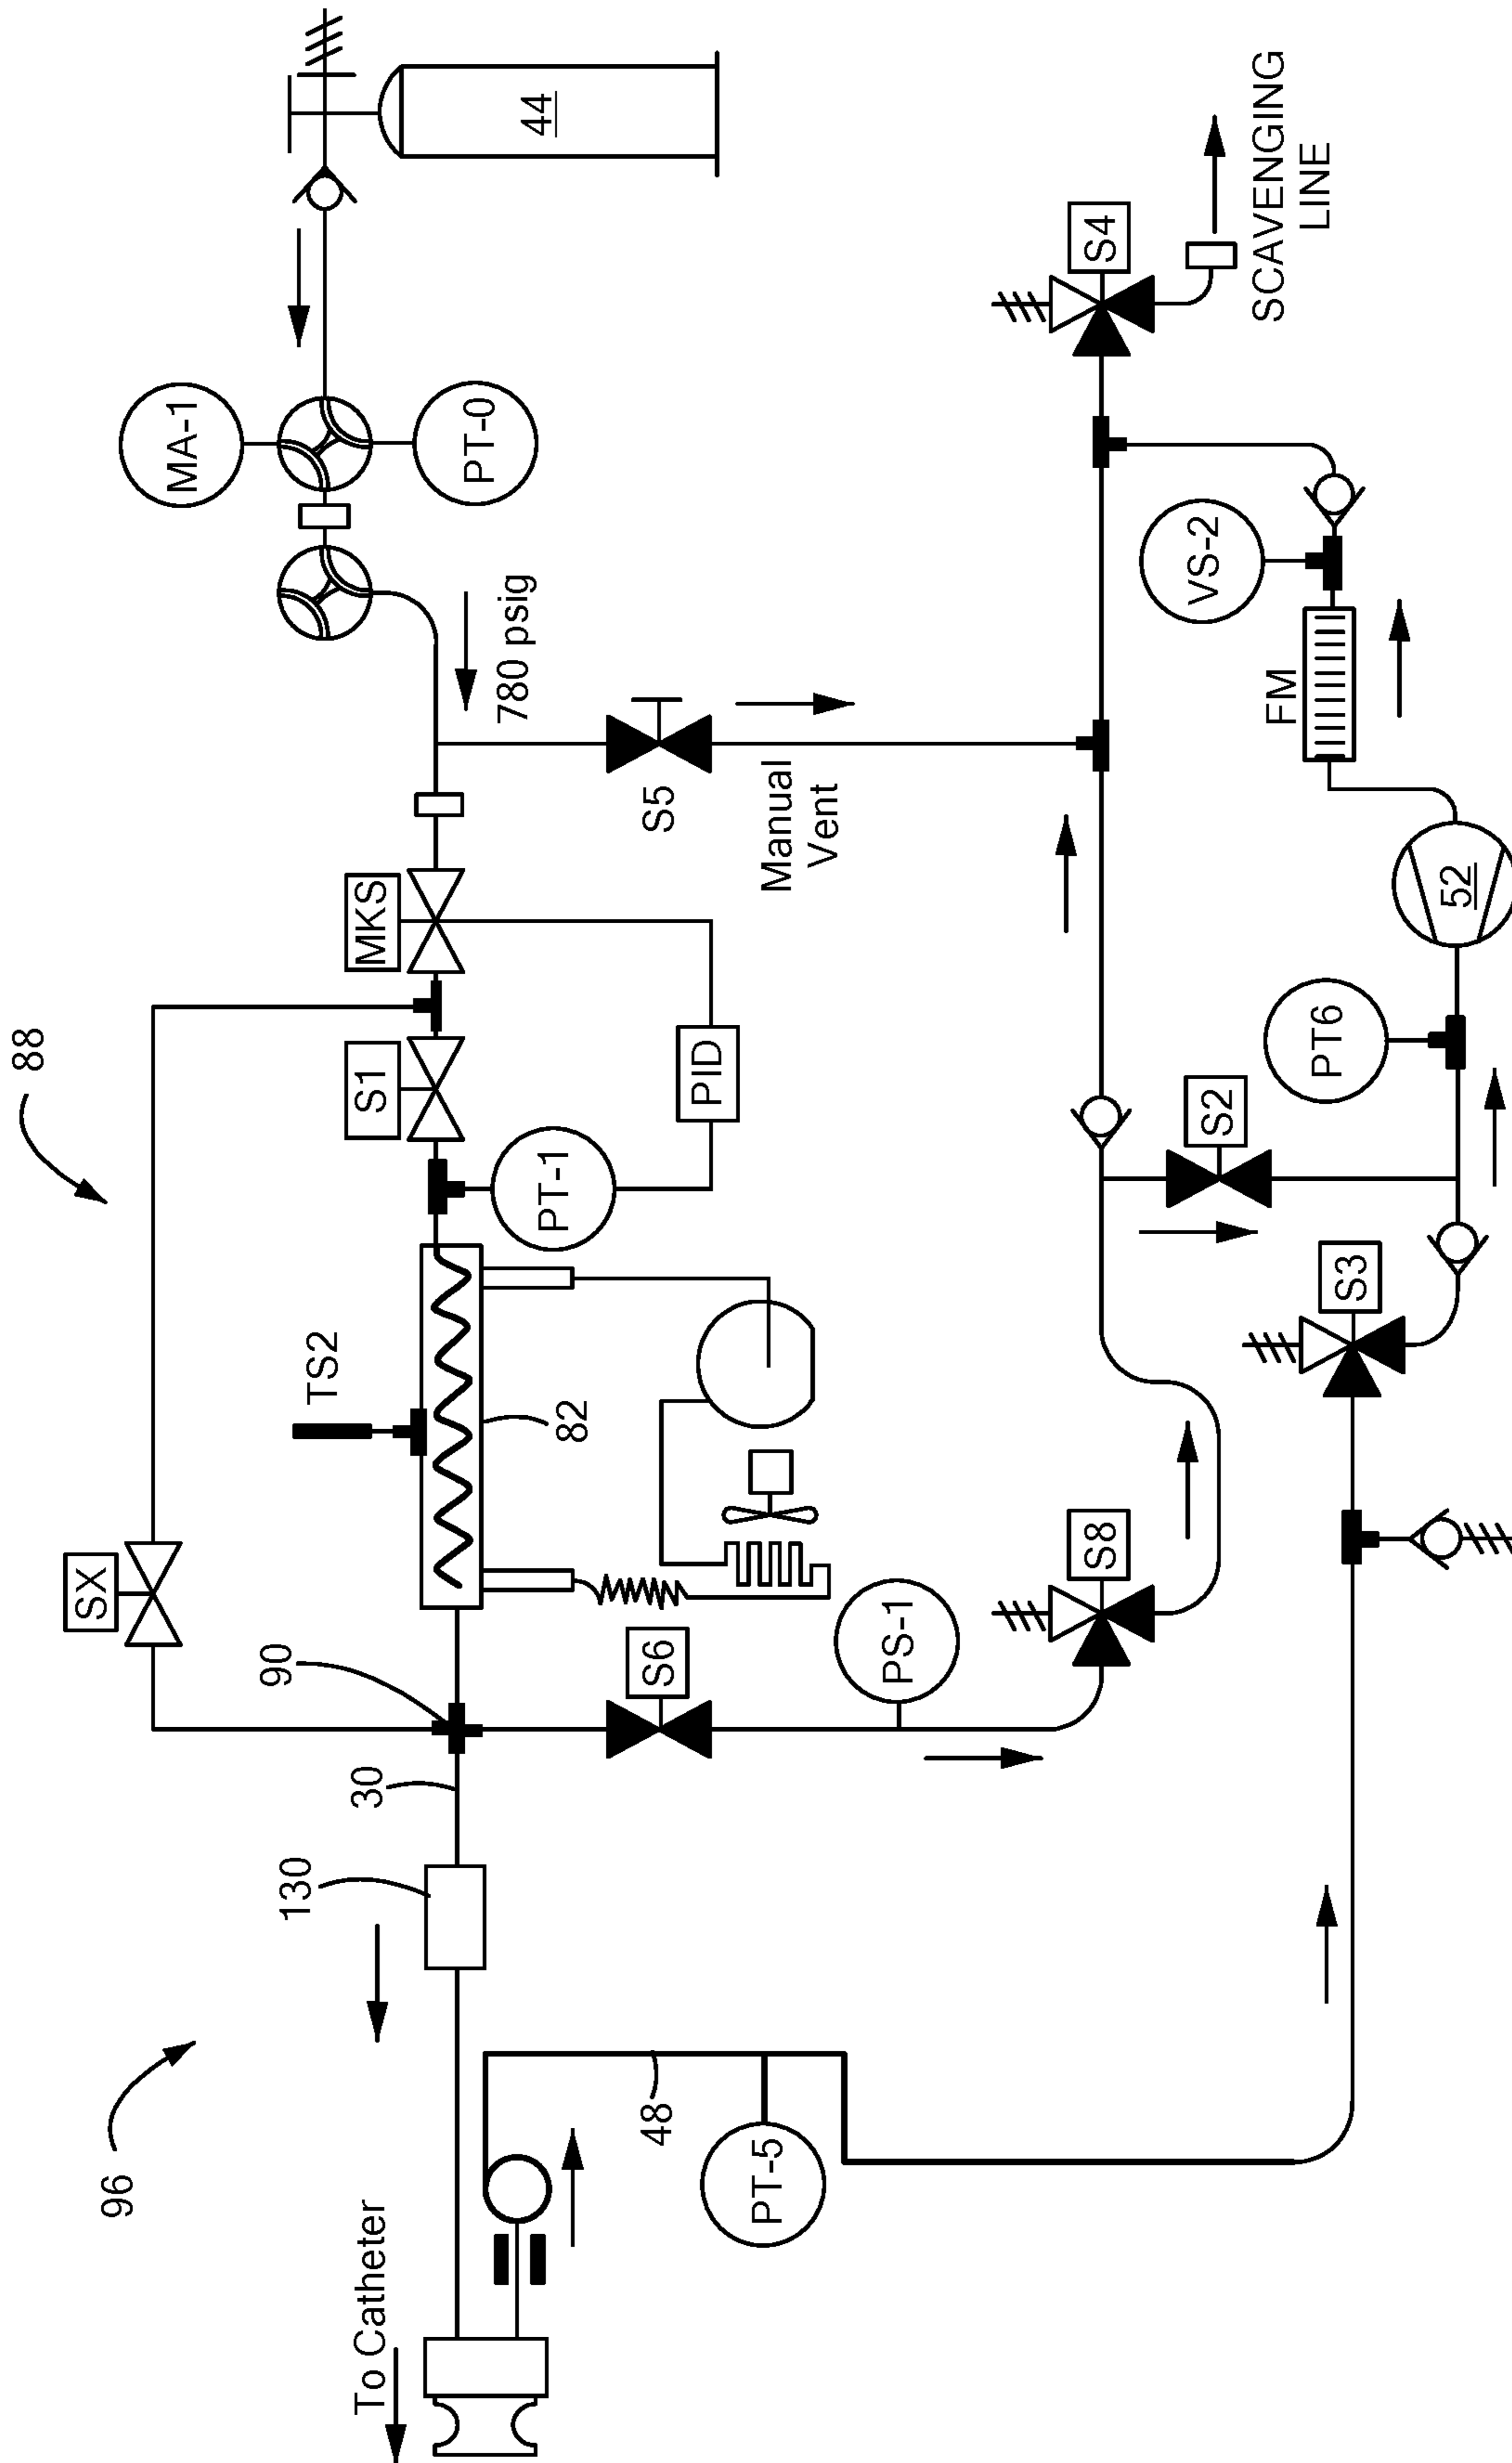 44
MA-1
PT-0
780 psig
S4
SCAVENGING
LINE
VS-2
FM
S5
Manual
Vent
MKS
52
88
S1
PID
PT6
PT-1
S2
TS2
82
S3
SX
90
S6
PS-1
S8
30
130
96
48
PT-5
To Catheter